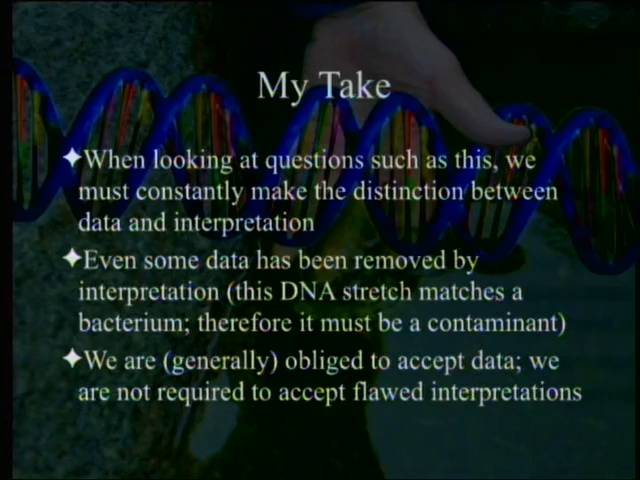 My Take
✦When looking at questions such as this, we
must constantly make the distinction between
data and interpretation
✦Even some data has been removed by
interpretation (this DNA stretch matches a
bacterium; therefore it must be a contaminant)
✦We are (generally) obliged to accept data; we
are not required to accept flawed interpretations